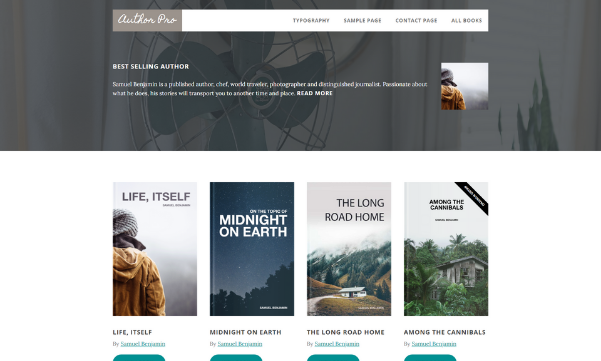 Author Pro
TYPOGRAPHY SAMPLE PAGE CONTACT PAGE ALL BOOKS
BEST SELLING AUTHOR
Samuel Benjamin is a published author, chef, world traveler, photographer and distinguished journalist. Passionate about
what he does, his stories will transport you to another time and place. READ MORE
LIFE, ITSELF
SAMUEL BENJAMIN
ON THE TOPIC OF
MIDNIGHT
ON EARTH
SAMUEL BENJAMIN
THE LONG
ROAD HOME
AMONG THE
CANNIBALS
SAMUEL BENJAMIN
LIFE, ITSELF
By Samuel Benjamin
MIDNIGHT ON EARTH
By Samuel Benjamin
THE LONG ROAD HOME
By Samuel Benjamin
AMONG THE CANNIBALS
By Samuel Benjamin